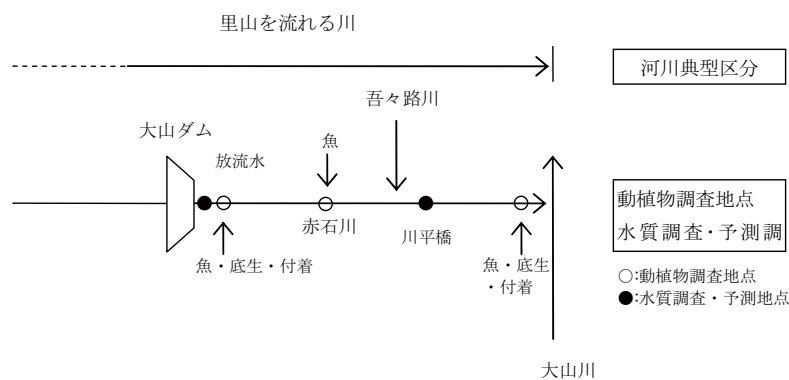 里山を流れる川
河川典型区分
吾々路川
大山ダム
放流水
魚
動植物調査地点
水質調査・予測調
赤石川
川平橋
魚・底生・付着
魚・底生
・付着
○:動植物調査地点
●:水質調査・予測地点
大山川